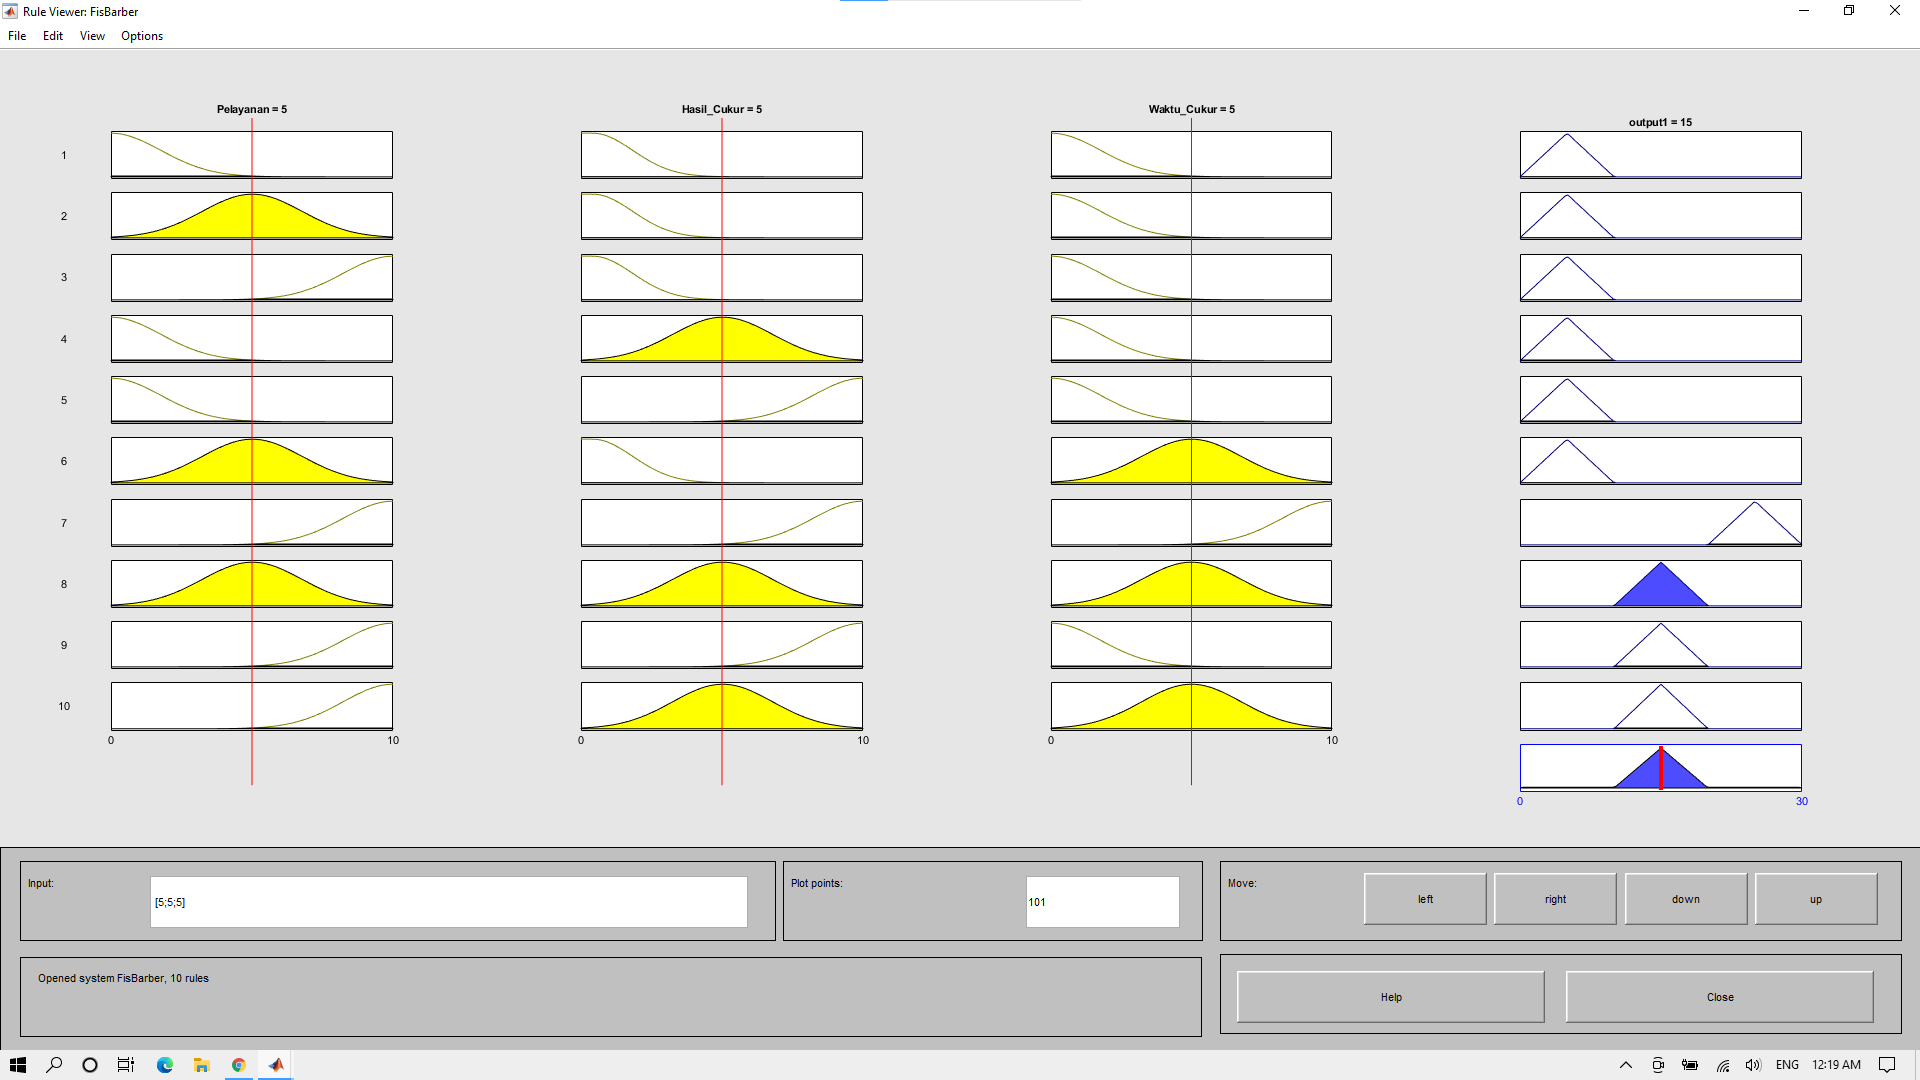 Rule Viewer: FisBarber
File Edit View Options
Pelayanan = 5
Hasil_Cukur = 5
Waktu_Cukur = 5
output1 = 15
1
2
3
4
5
6
7
8
9
10
0 10
0 10
0 10
0 30
Input:
[5;5;5]
Plot points:
101
Move:
left
right
down
up
Opened system FisBarber, 10 rules
Help
Close
ENG
12:19 AM